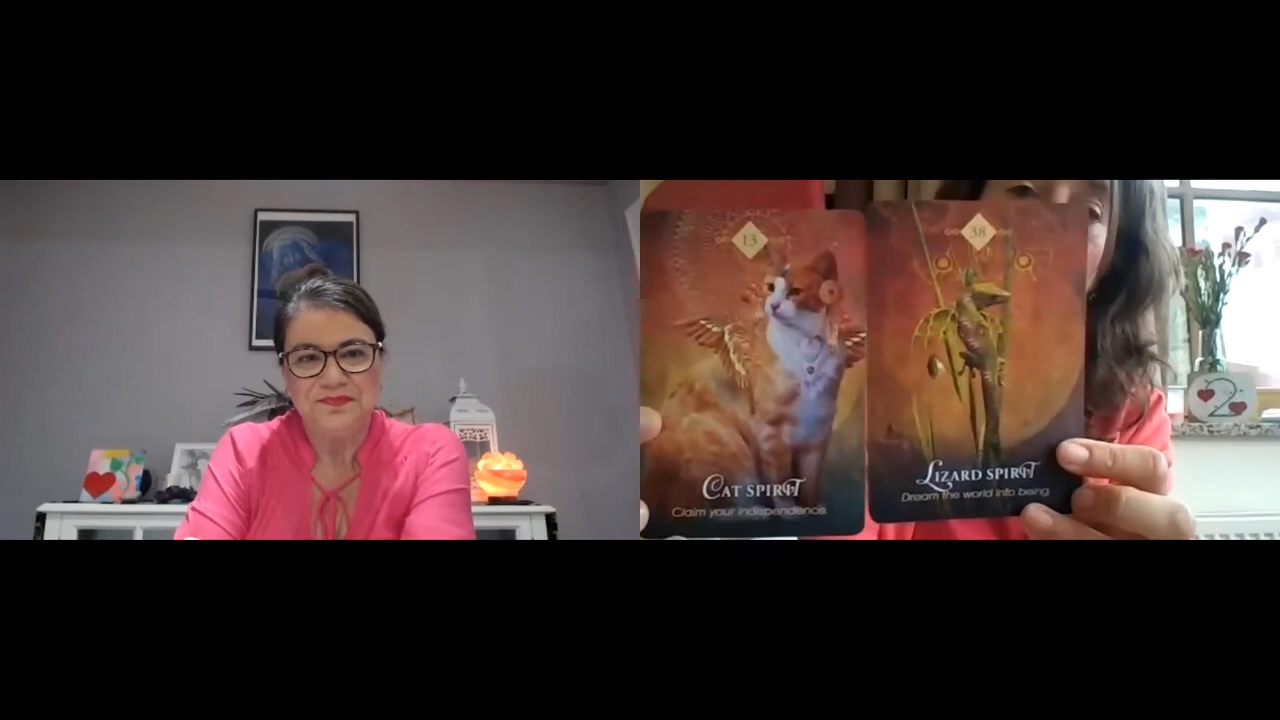 13
CAT SPIRIT
Claim your independence.
38
LIZARD SPIRIT
Dream the world into being
2